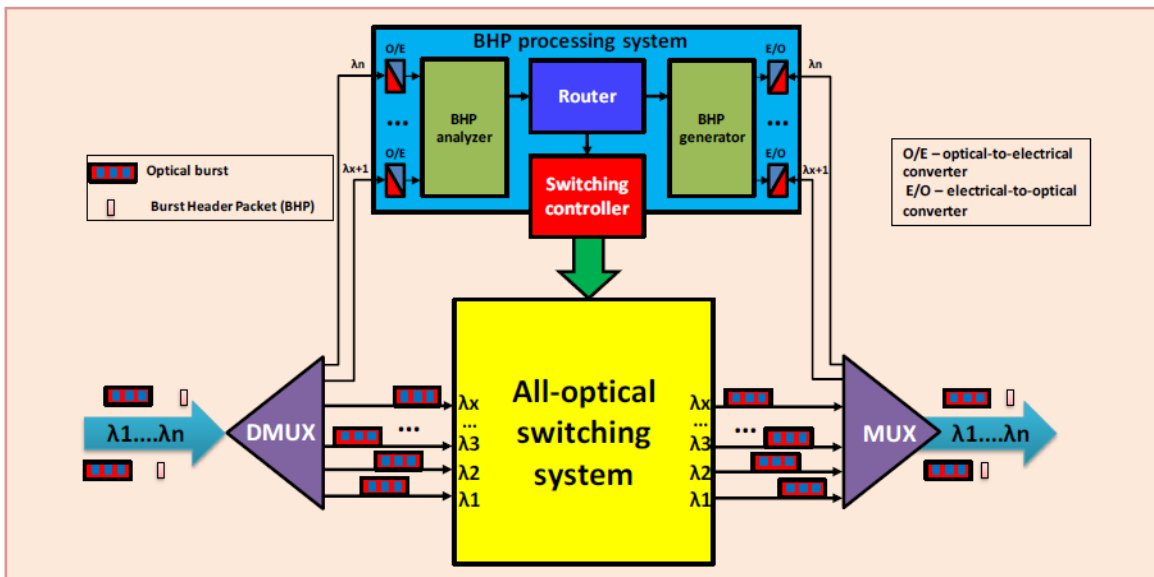 BHP processing system
O/E
E/O
λn
λn
BHP
analyzer
Router
BHP
generator
...
...
O/E
E/O
λx+1
λx+1
Switching
controller
Optical burst
Burst Header Packet (BHP)
O/E – optical-to-electrical
converter
E/O – electrical-to-optical
converter
All-optical
switching
system
DMUX
MUX
λ1....λn
λ1....λn
λx
...
...
λ3
λ2
λ1
λx
...
...
λ3
λ2
λ1